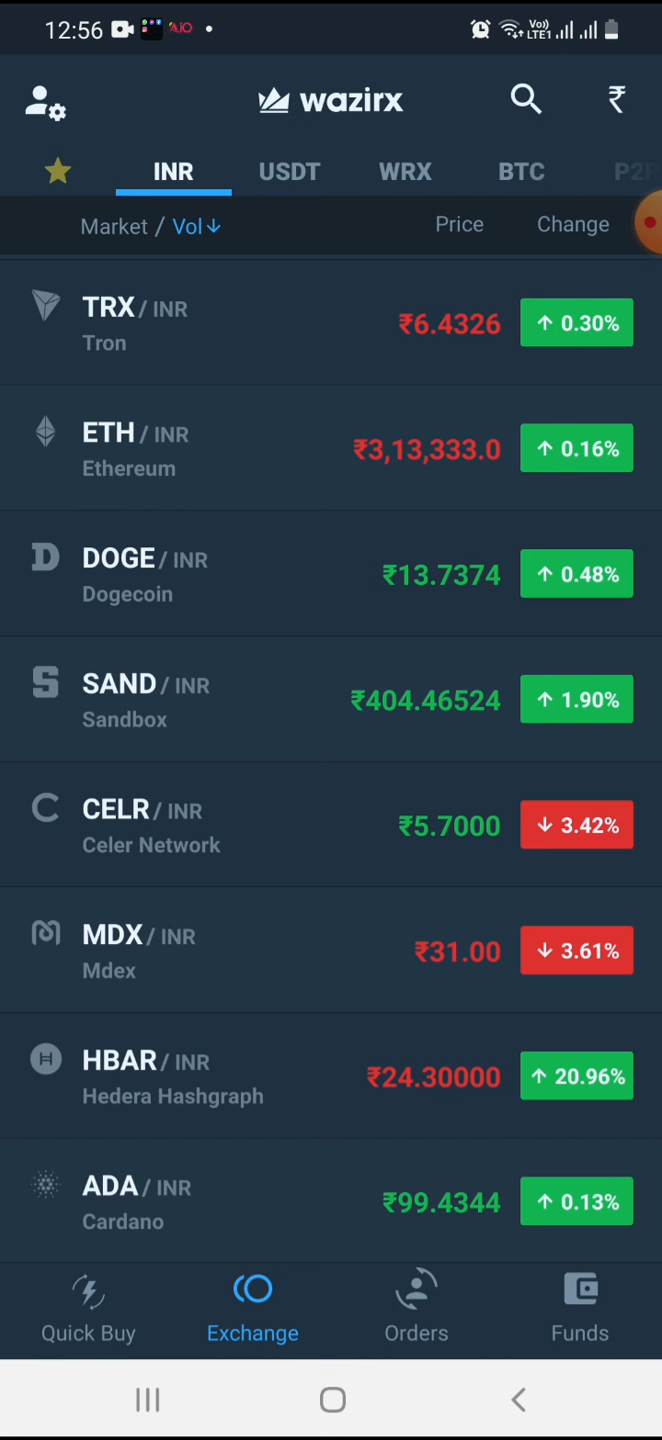 12:56 AJO Vo)) LTE1
wazirx ₹
INR USDT WRX BTC P2P
Market / Vol↓ Price Change
TRX / INR ₹6.4326 ↑ 0.30%
Tron
ETH / INR ₹3,13,333.0 ↑ 0.16%
Ethereum
DOGE / INR ₹13.7374 ↑ 0.48%
Dogecoin
SAND / INR ₹404.46524 ↑ 1.90%
Sandbox
CELR / INR ₹5.7000 ↓ 3.42%
Celer Network
MDX / INR ₹31.00 ↓ 3.61%
Mdex
HBAR / INR ₹24.30000 ↑ 20.96%
Hedera Hashgraph
ADA / INR ₹99.4344 ↑ 0.13%
Cardano
Quick Buy Exchange Orders Funds